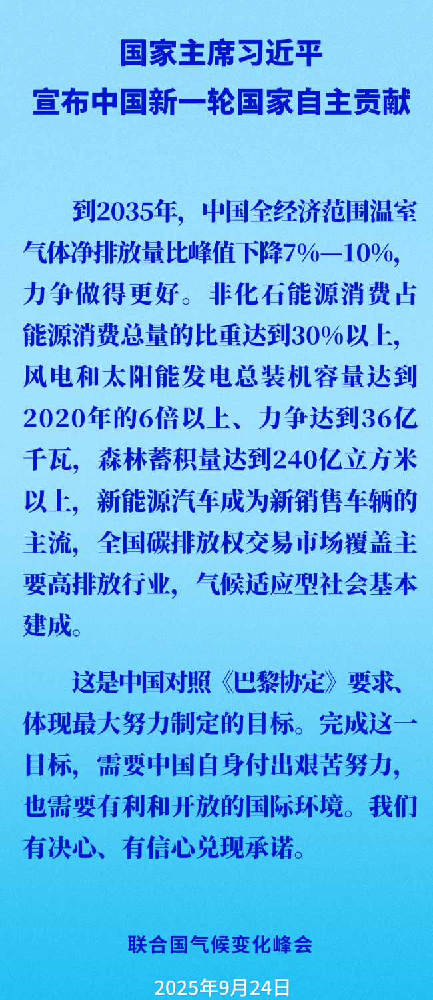 国家主席习近平
宣布中国新一轮国家自主贡献
到2035年，中国全经济范围温室
气体净排放量比峰值下降7%—10%，
力争做得更好。非化石能源消费占
能源消费总量的比重达到30%以上，
风电和太阳能发电总装机容量达到
2020年的6倍以上、力争达到36亿
千瓦，森林蓄积量达到240亿立方米
以上，新能源汽车成为新销售车辆的
主流，全国碳排放权交易市场覆盖主
要高排放行业，气候适应型社会基本
建成。
这是中国对照《巴黎协定》要求、
体现最大努力制定的目标。完成这一
目标，需要中国自身付出艰苦努力，
也需要有利和开放的国际环境。我们
有决心、有信心兑现承诺。
联合国气候变化峰会
2025年9月24日